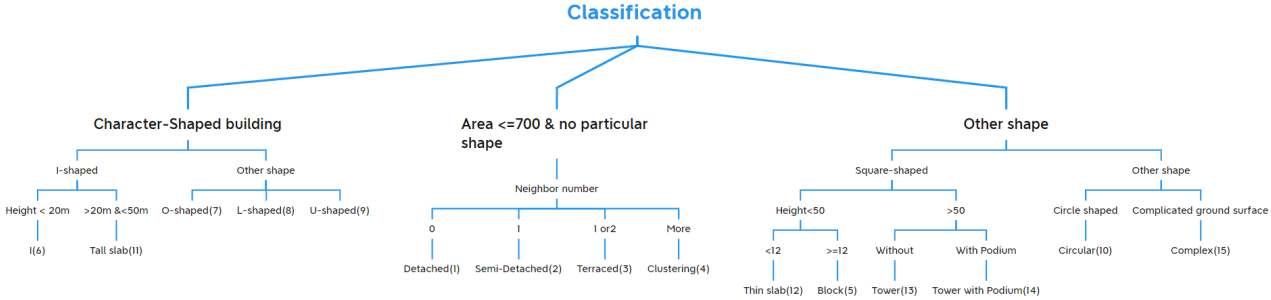 Classification
Character-Shaped building
Area <=700 & no particular
shape
Other shape
I-shaped
Other shape
Neighbor number
Square-shaped
Other shape
Height < 20m
>20m &<50m
O-shaped(7)
L-shaped(8)
U-shaped(9)
0
1
1 or2
More
Height<50
>50
Circle shaped
Complicated ground surface
I(6)
Tall slab(11)
Detached(1)
Semi-Detached(2)
Terraced(3)
Clustering(4)
<12
>=12
Without
With Podium
Circular(10)
Complex(15)
Thin slab(12)
Block(5)
Tower(13)
Tower with Podium(14)